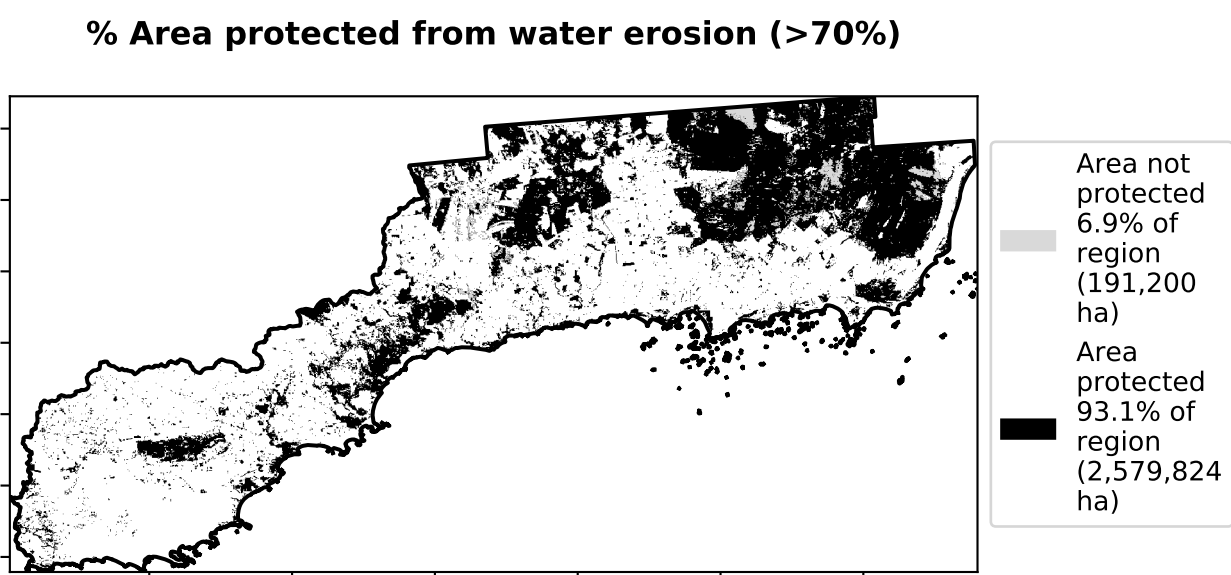 % Area protected from water erosion (>70%)
Area not
protected
6.9% of
region
(191,200
ha)
Area
protected
93.1% of
region
(2,579,824
ha)